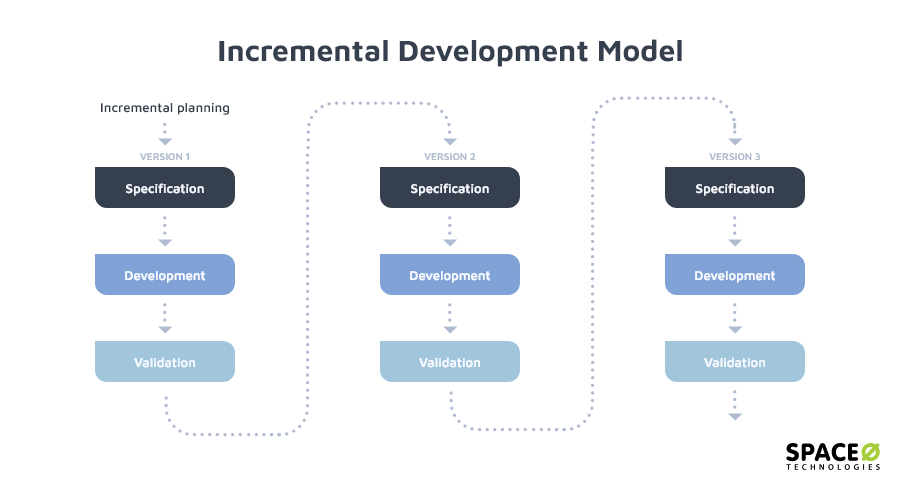 Incremental Development Model
Incremental planning
VERSION 1
Specification
Development
Validation
VERSION 2
Specification
Development
Validation
VERSION 3
Specification
Development
Validation
SPACEO
TECHNOLOGIES